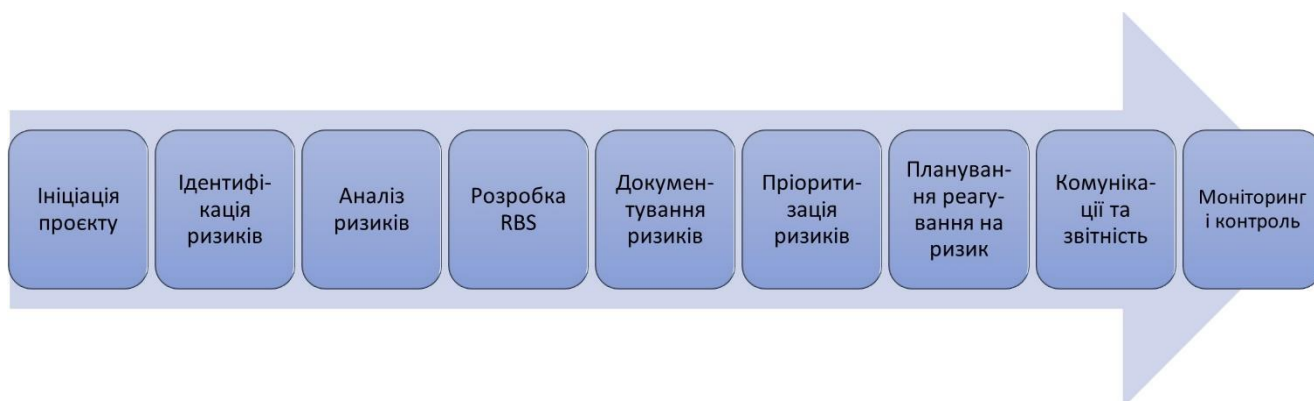 Ініціація
проєкту
Ідентифі-
кація
ризиків
Аналіз
ризиків
Розробка
RBS
Докумен-
тування
ризиків
Пріорити-
зація
ризиків
Плануван-
ня реагу-
вання на
ризик
Комуніка-
ції та
звітність
Моніторинг
і контроль